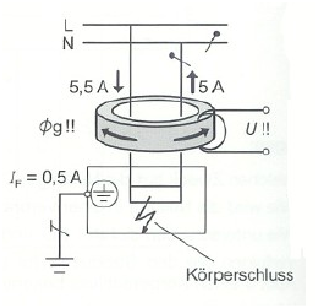 L
N
5,5 A
5 A
Φg!!
U !!
I_F = 0,5 A
Körperschluss